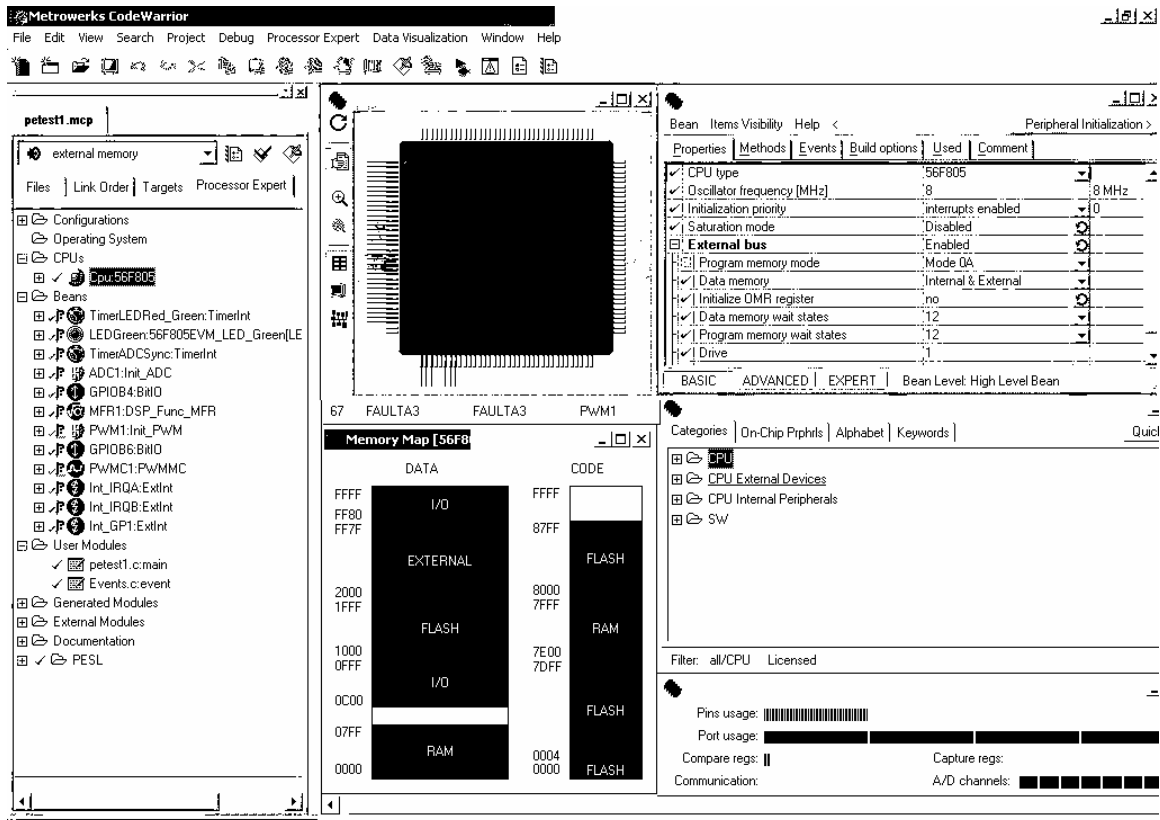 Metrowerks CodeWarrior
File Edit View Search Project Debug Processor Expert Data Visualization Window Help
petest1.mcp
external memory
Files Link Order Targets Processor Expert
Configurations
Operating System
CPUs
Cpu:56F805
Beans
TimerLEDRed_Green:TimerInt
LEDGreen:56F805EVM_LED_Green[LE
TimerADCSync:TimerInt
ADC1:Init_ADC
GPIOB4:BitIO
MFR1:DSP_Func_MFR
PWM1:Init_PWM
GPIOB6:BitIO
PWMC1:PWMMC
Int_IRQA:ExtInt
Int_IRQB:ExtInt
Int_GP1:ExtInt
User Modules
petest1.c:main
Events.c:event
Generated Modules
External Modules
Documentation
PESL
67 FAULTA3 FAULTA3 PWM1
Memory Map [56F8
DATA CODE
FFFF I/O FFFF
FF80
FF7F 87FF
EXTERNAL FLASH
2000 8000
1FFF 7FFF
FLASH RAM
1000 7E00
0FFF 7DFF
I/O
0C00 FLASH
07FF
RAM 0004
0000 0000 FLASH
Bean Items Visibility Help < Peripheral Initialization >
Properties Methods Events Build options Used Comment
CPU type 56F805
Oscillator frequency [MHz] 8 8 MHz
Initialization priority interrupts enabled 0
Saturation mode Disabled
External bus Enabled
Program memory mode Mode 0A
Data memory Internal & External
Initialize OMR register no
Data memory wait states 12
Program memory wait states 12
Drive 1
BASIC ADVANCED EXPERT Bean Level: High Level Bean
Categories On-Chip Prphrls Alphabet Keywords Quick
CPU
CPU External Devices
CPU Internal Peripherals
SW
Filter: all/CPU Licensed
Pins usage:
Port usage:
Compare regs: Capture regs:
Communication: A/D channels: